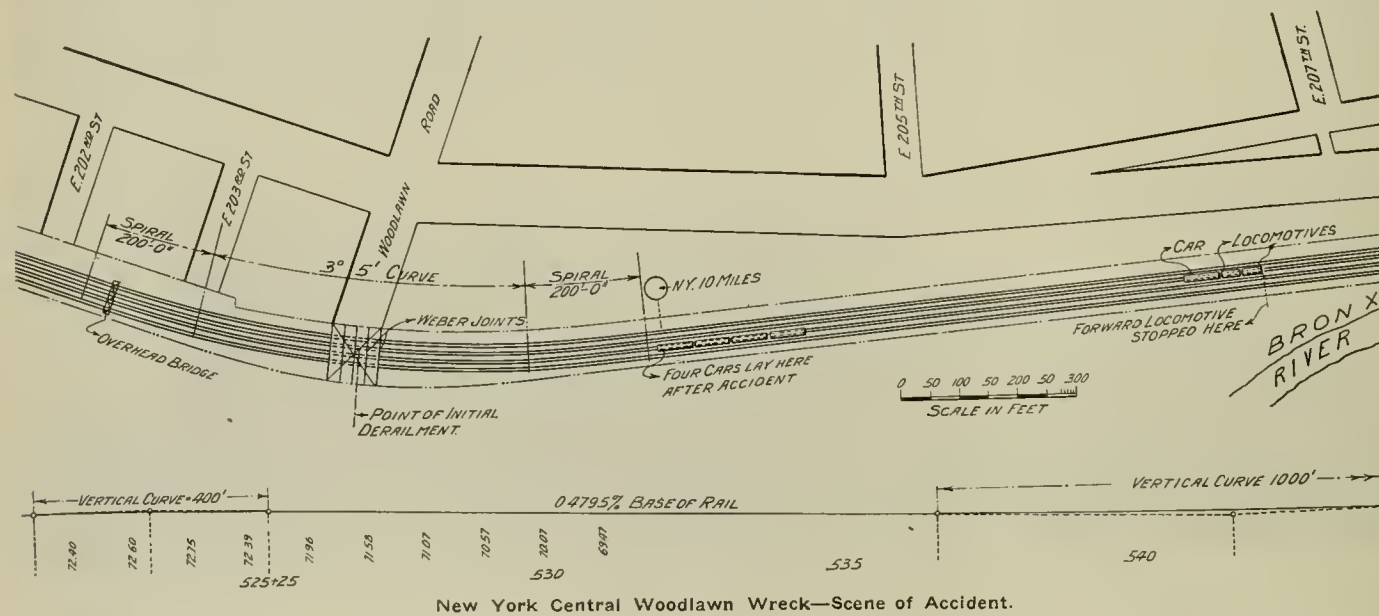 E. 202ND ST
E. 203RD ST
ROAD
WOODLAWN
E 205TH ST
E. 207TH ST.
SPIRAL
200'-0"
3° 5' CURVE
SPIRAL
200'-0"
N.Y. 10 MILES
CAR
LOCOMOTIVES
WEBER JOINTS
OVERHEAD BRIDGE
FOUR CARS LAY HERE
AFTER ACCIDENT
FORWARD LOCOMOTIVE
STOPPED HERE
BRONX
RIVER
0 50 100 50 200 50 300
SCALE IN FEET
POINT OF INITIAL
DERAILMENT.
VERTICAL CURVE=400'
0.4795% BASE OF RAIL
VERTICAL CURVE 1000'
72.40 72.60 72.75 72.39 71.96 71.58 71.07 70.57 70.07 69.47
525+25 530 535 540
New York Central Woodlawn Wreck—Scene of Accident.